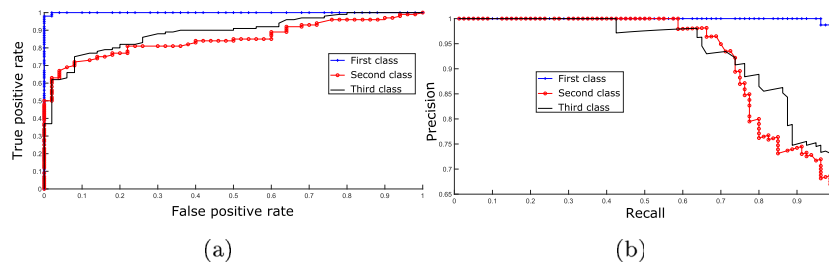 True positive rate
1
0.9
0.8
0.7
0.6
0.5
0.4
0.3
0.2
0.1
0
First class
Second class
Third class
0 0.1 0.2 0.3 0.4 0.5 0.6 0.7 0.8 0.9 1
False positive rate
(a)
Precision
1
0.95
0.9
0.85
0.8
0.75
0.7
0.65
First class
Second class
Third class
0 0.1 0.2 0.3 0.4 0.5 0.6 0.7 0.8 0.9
Recall
(b)